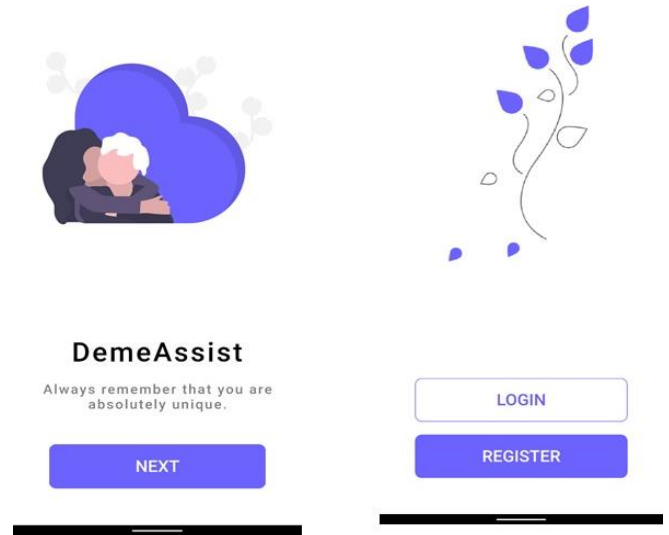 DemeAssist
Always remember that you are
absolutely unique.
NEXT
LOGIN
REGISTER